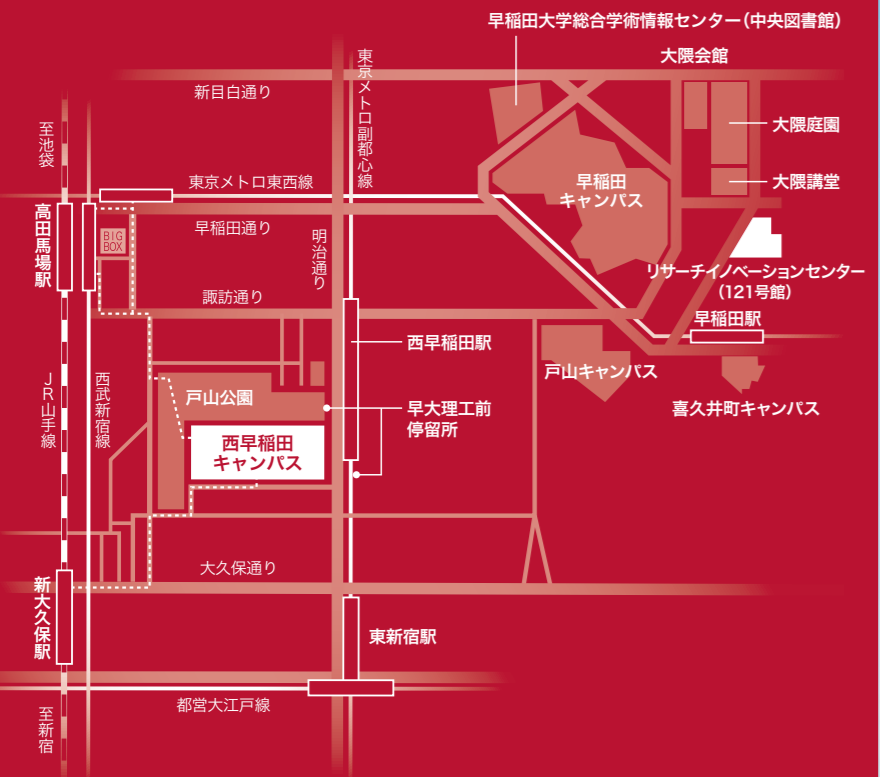 早稲田大学総合学術情報センター（中央図書館）
大隈会館
東京メトロ副都心線
新目白通り
至池袋
大隈庭園
東京メトロ東西線
早稲田
キャンパス
大隈講堂
高田馬場駅
BIG
BOX
早稲田通り
明治通り
リサーチイノベーションセンター
（121号館）
諏訪通り
早稲田駅
西早稲田駅
戸山キャンパス
JR山手線
西武新宿線
戸山公園
早大理工前
停留所
喜久井町キャンパス
西早稲田
キャンパス
大久保通り
新大久保駅
東新宿駅
都営大江戸線
至新宿